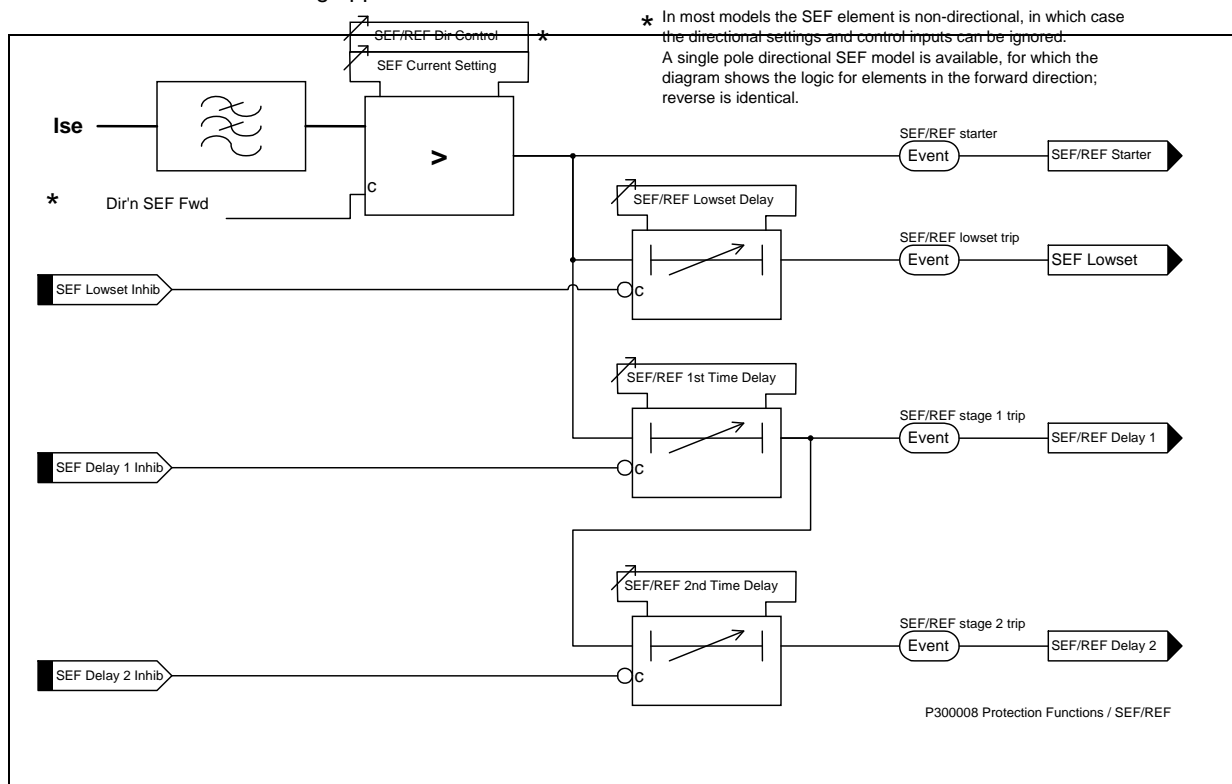 SEF/REF Dir Control
*
SEF Current Setting
* In most models the SEF element is non-directional, in which case
the directional settings and control inputs can be ignored.
A single pole directional SEF model is available, for which the
diagram shows the logic for elements in the forward direction;
reverse is identical.
Ise
>
c
* Dir'n SEF Fwd
SEF/REF starter
Event
SEF/REF Starter
SEF/REF Lowset Delay
SEF/REF lowset trip
Event
SEF Lowset
SEF Lowset Inhib
c
SEF/REF 1st Time Delay
SEF/REF stage 1 trip
Event
SEF/REF Delay 1
SEF Delay 1 Inhib
c
SEF/REF 2nd Time Delay
SEF/REF stage 2 trip
Event
SEF/REF Delay 2
SEF Delay 2 Inhib
c
P300008 Protection Functions / SEF/REF